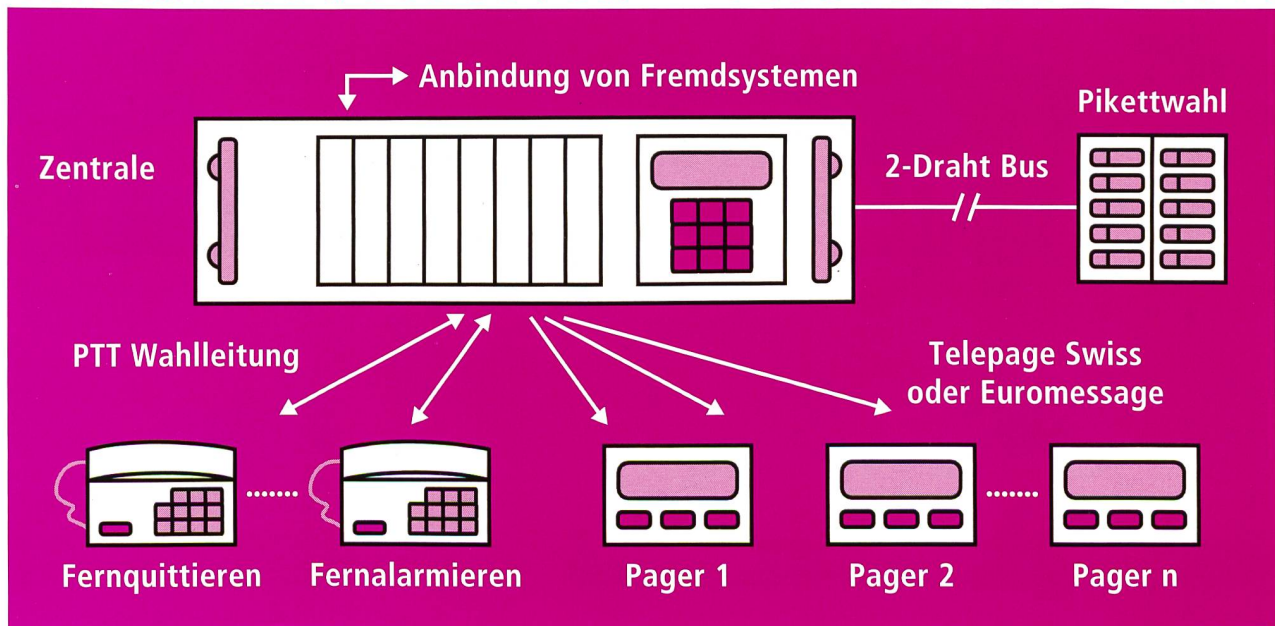 Anbindung von Fremdsystemen
Pikettwahl
Zentrale
2-Draht Bus
PTT Wahlleitung
Telepage Swiss
oder Euromessage
Fernquittieren
Fernalarmieren
Pager 1
Pager 2
Pager n